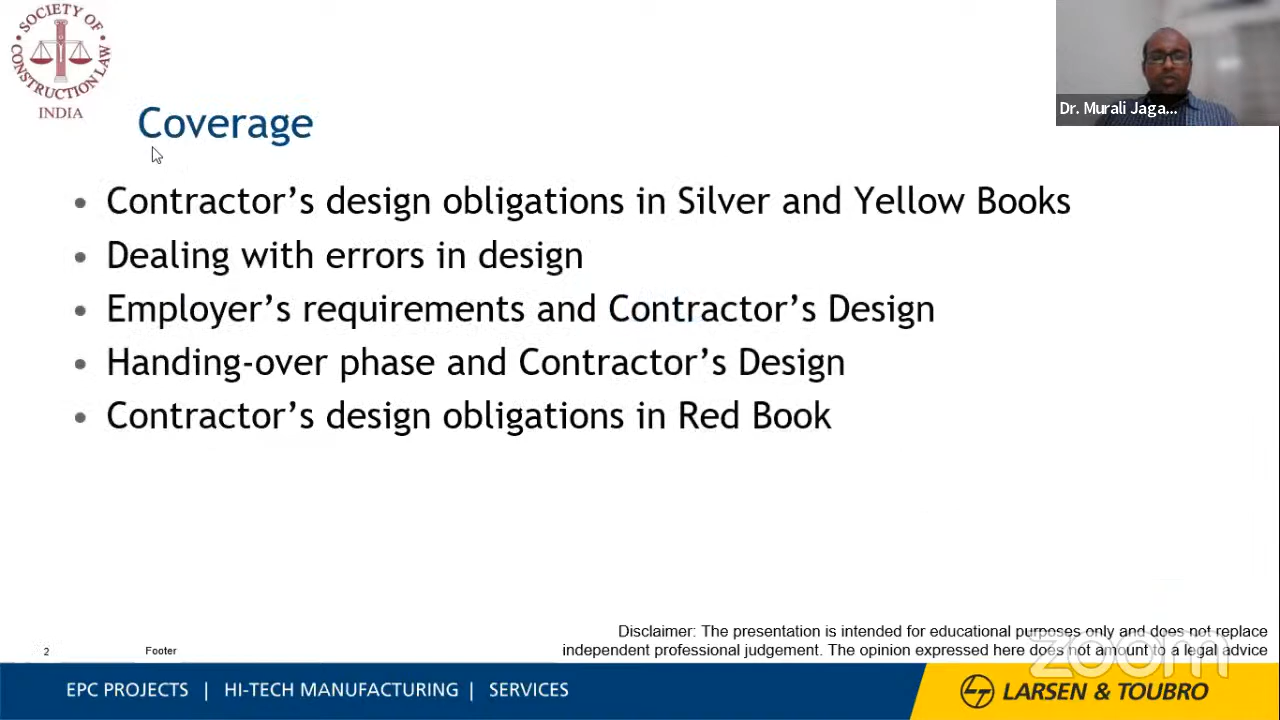 SOCIETY OF
CONSTRUCTION LAW
INDIA
Dr. Murali Jaga...
Coverage
• Contractor’s design obligations in Silver and Yellow Books
• Dealing with errors in design
• Employer’s requirements and Contractor’s Design
• Handing-over phase and Contractor’s Design
• Contractor’s design obligations in Red Book
Disclaimer: The presentation is intended for educational purposes only and does not replace
independent professional judgement. The opinion expressed here does not amount to a legal advice
zoom
2
Footer
EPC PROJECTS | HI-TECH MANUFACTURING | SERVICES
LARSEN & TOUBRO